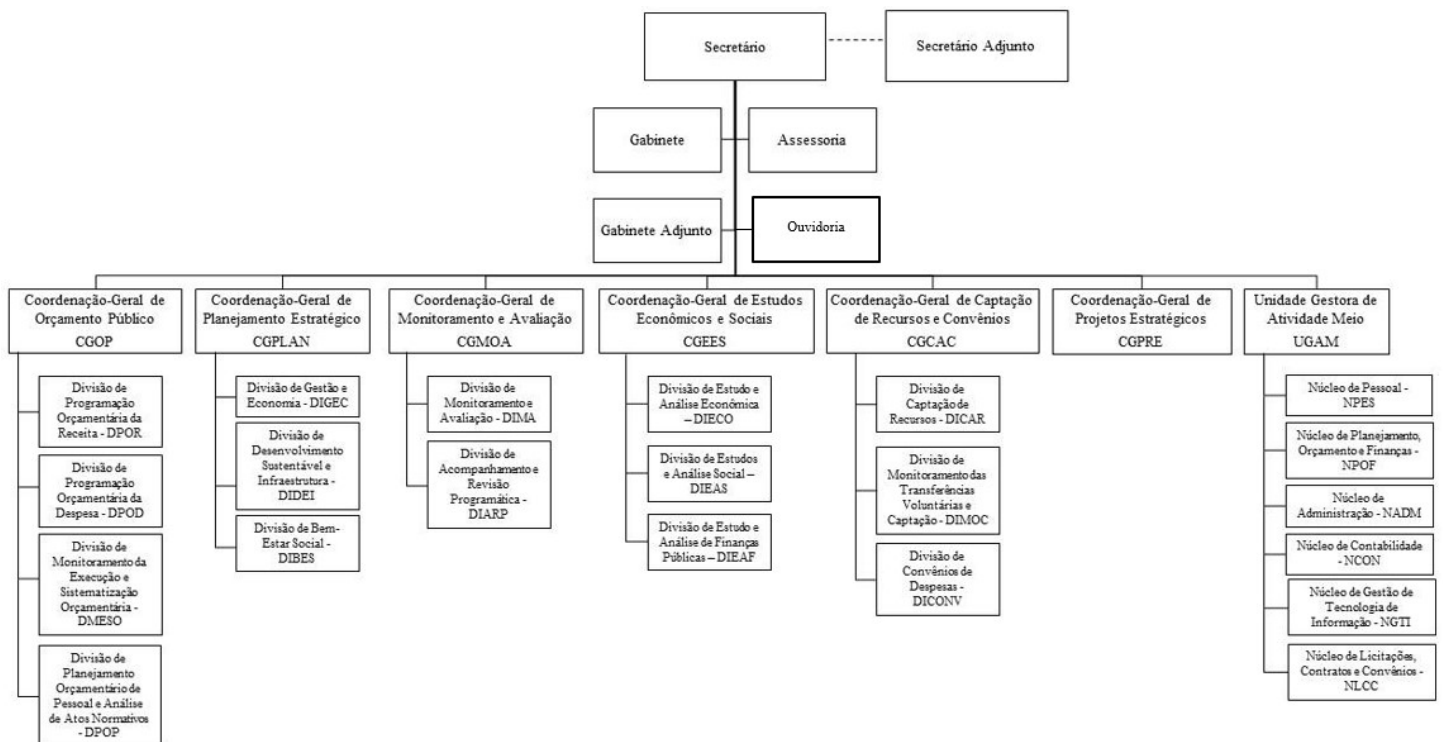 Secretário
Secretário Adjunto
Gabinete
Assessoria
Gabinete Adjunto
Ouvidoria
Coordenação-Geral de
Orçamento Público
CGOP
Divisão de
Programação
Orçamentária da
Receita - DPOR
Divisão de
Programação
Orçamentária da
Despesa - DPOD
Divisão de
Monitoramento da
Execução e
Sistematização
Orçamentária -
DMESO
Divisão de
Planejamento
Orçamentário de
Pessoal e Análise
de Atos Normativos
- DPOP
Coordenação-Geral de
Planejamento Estratégico
CGPLAN
Divisão de Gestão e
Economia - DIGEC
Divisão de
Desenvolvimento
Sustentável e
Infraestrutura -
DIDEI
Divisão de Bem-
Estar Social -
DIBES
Coordenação-Geral de
Monitoramento e Avaliação
CGMOA
Divisão de
Monitoramento e
Avaliação - DIMA
Divisão de
Acompanhamento e
Revisão
Programática -
DIARP
Coordenação-Geral de Estudos
Econômicos e Sociais
CGEES
Divisão de Estudo e
Análise Econômica
– DIECO
Divisão de Estudos
e Análise Social –
DIEAS
Divisão de Estudo e
Análise de Finanças
Públicas – DIEAF
Coordenação-Geral de Captação
de Recursos e Convênios
CGCAC
Divisão de
Captação de
Recursos - DICAR
Divisão de
Monitoramento das
Transferências
Voluntárias e
Captação - DIMOC
Divisão de
Convênios de
Despesas -
DICONV
Coordenação-Geral de
Projetos Estratégicos
CGPRE
Unidade Gestora de
Atividade Meio
UGAM
Núcleo de Pessoal -
NPES
Núcleo de Planejamento,
Orçamento e Finanças - NPOF
Núcleo de
Administração - NADM
Núcleo de Contabilidade -
NCON
Núcleo de Gestão de
Tecnologia de
Informação - NGTI
Núcleo de Licitações,
Contratos e Convênios -
NLCC